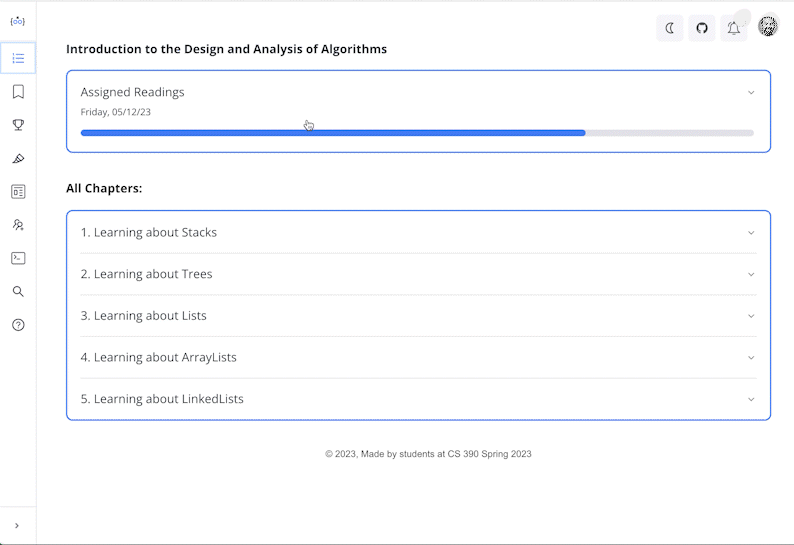 Introduction to the Design and Analysis of Algorithms
Assigned Readings
Friday, 05/12/23
All Chapters:
1. Learning about Stacks
2. Learning about Trees
3. Learning about Lists
4. Learning about ArrayLists
5. Learning about LinkedLists
© 2023, Made by students at CS 390 Spring 2023